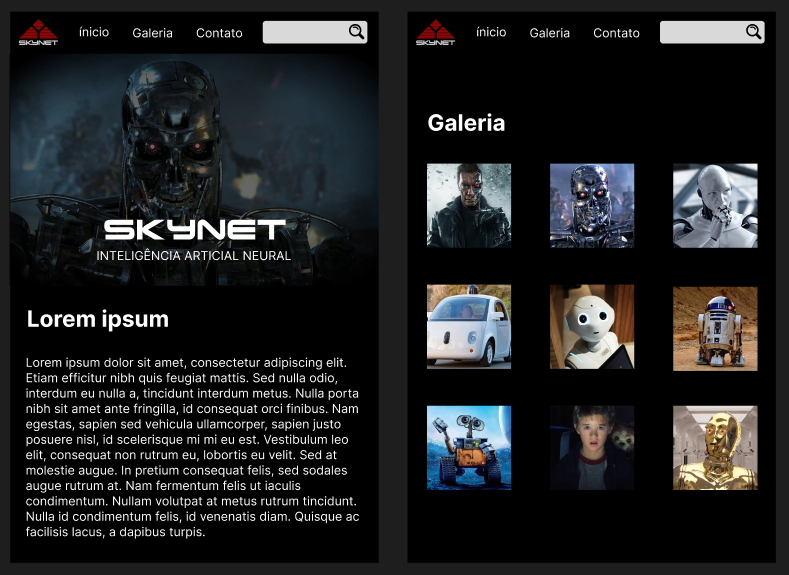 SKYNET
ínicio Galeria Contato
SKYNET
INTELIGÊNCIA ARTICIAL NEURAL
Lorem ipsum
Lorem ipsum dolor sit amet, consectetur adipiscing elit.
Etiam efficitur nibh quis feugiat mattis. Sed nulla odio,
interdum eu nulla a, tincidunt interdum metus. Nulla porta
nibh sit amet ante fringilla, id consequat orci finibus. Nam
egestas, sapien sed vehicula ullamcorper, sapien justo
posuere nisl, id scelerisque mi mi eu est. Vestibulum leo
elit, consequat non rutrum eu, lobortis eu velit. Sed at
molestie augue. In pretium consequat felis, sed sodales
augue rutrum at. Nam fermentum felis ut iaculis
condimentum. Nullam volutpat at metus rutrum tincidunt.
Nulla id condimentum felis, id venenatis diam. Quisque ac
facilisis lacus, a dapibus turpis.
SKYNET
ínicio Galeria Contato
Galeria